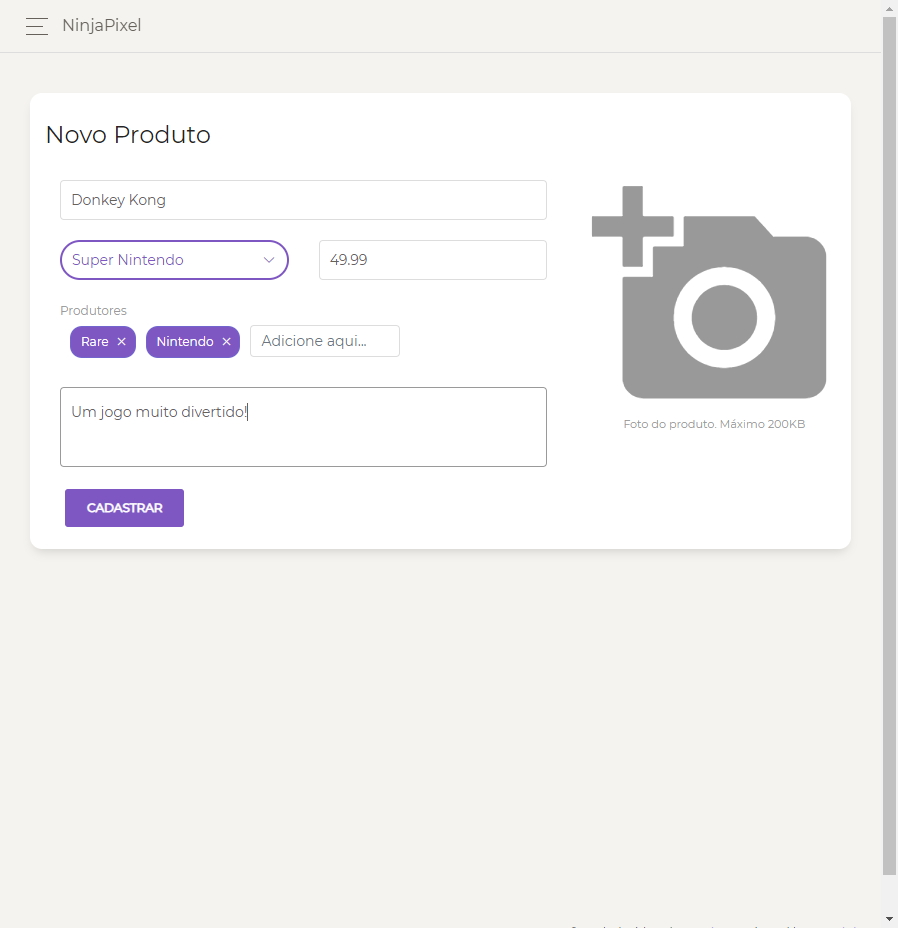 NinjaPixel
Novo Produto
Donkey Kong
Super Nintendo
49.99
Produtores
Rare ×
Nintendo ×
Adicione aqui...
Um jogo muito divertido!
Foto do produto. Máximo 200KB
CADASTRAR